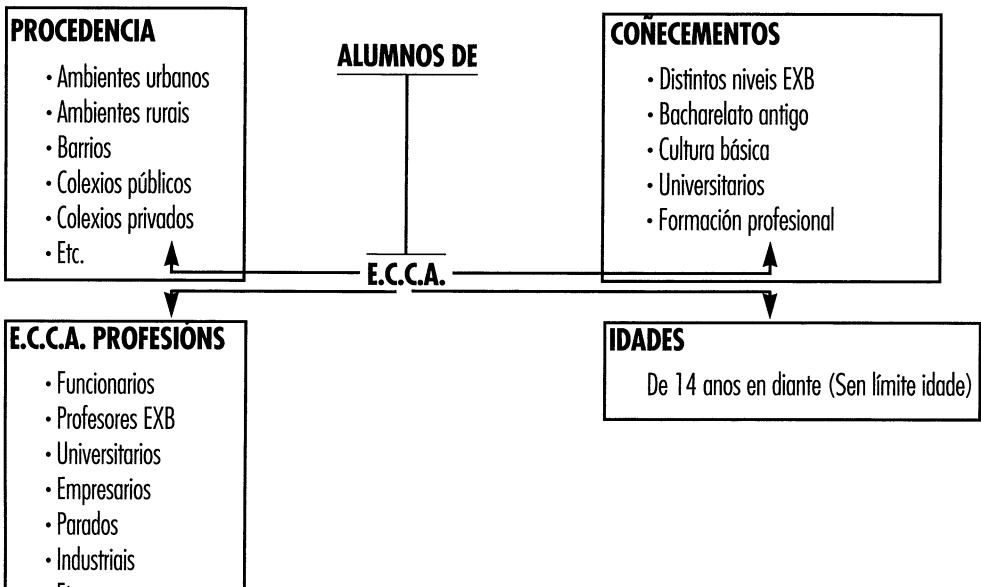 PROCEDENCIA
• Ambientes urbanos
• Ambientes rurais
• Barrios
• Colexios públicos
• Colexios privados
• Etc.
ALUMNOS DE
E.C.C.A.
COÑECEMENTOS
• Distintos niveis EXB
• Bacharelato antigo
• Cultura básica
• Universitarios
• Formación profesional
E.C.C.A. PROFESIÓNS
• Funcionarios
• Profesores EXB
• Universitarios
• Empresarios
• Parados
• Industriais
IDADES
De 14 anos en diante (Sen límite idade)